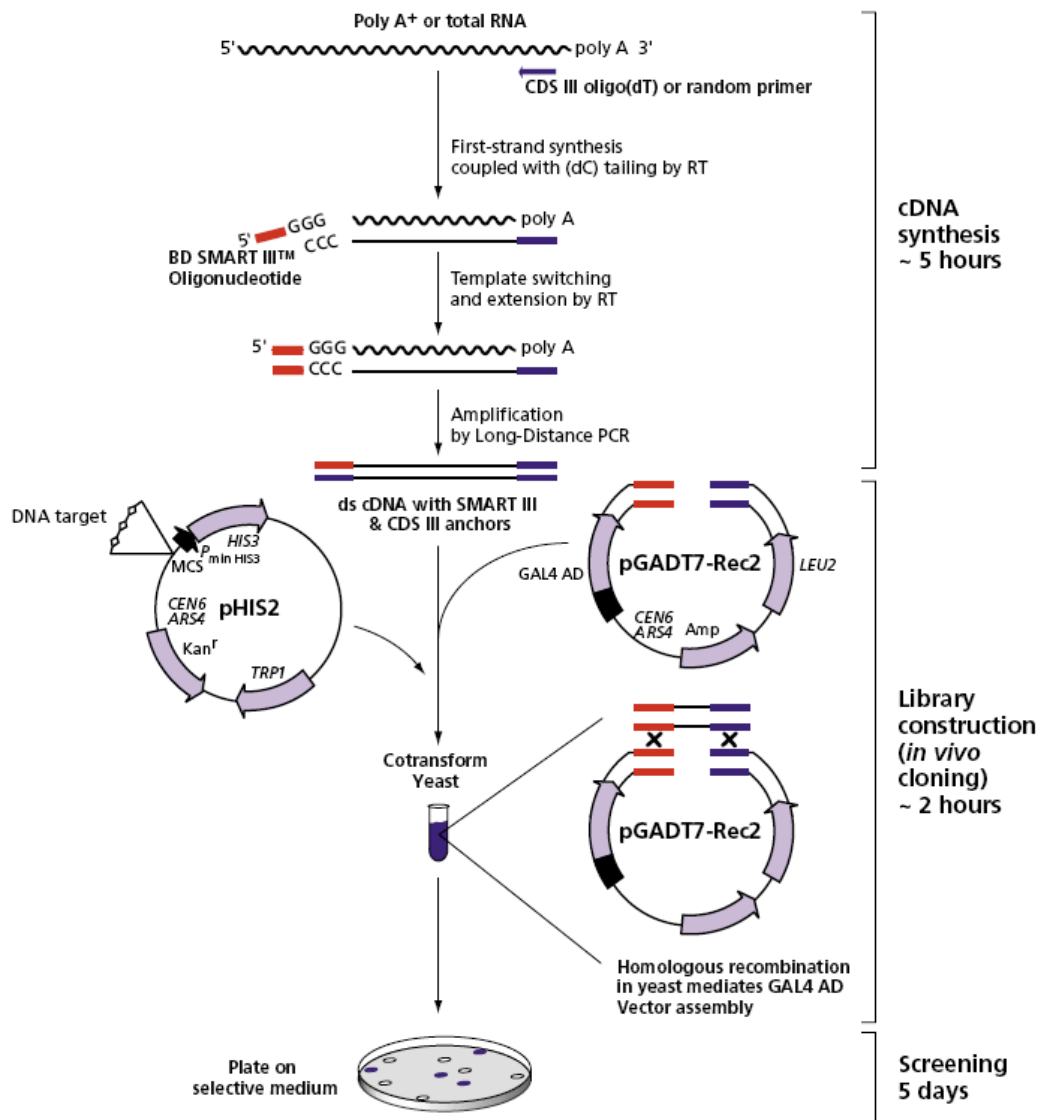 Poly A+ or total RNA
5'
poly A 3'
CDS III oligo(dT) or random primer
First-strand synthesis
coupled with (dC) tailing by RT
GGG
poly A
5'
CCC
BD SMART III™
Oligonucleotide
Template switching
and extension by RT
5'
GGG
poly A
CCC
cDNA
synthesis
~ 5 hours
Amplification
by Long-Distance PCR
ds cDNA with SMART III
& CDS III anchors
DNA target
HIS3
Pmin HIS3
MCS
CEN6
ARS4
pHIS2
Kanr
TRP1
GAL4 AD
pGADT7-Rec2
LEU2
CEN6
ARS4
Amp
Cotransform
Yeast
pGADT7-Rec2
Homologous recombination
in yeast mediates GAL4 AD
Vector assembly
Library
construction
(in vivo
cloning)
~ 2 hours
Plate on
selective medium
Screening
5 days